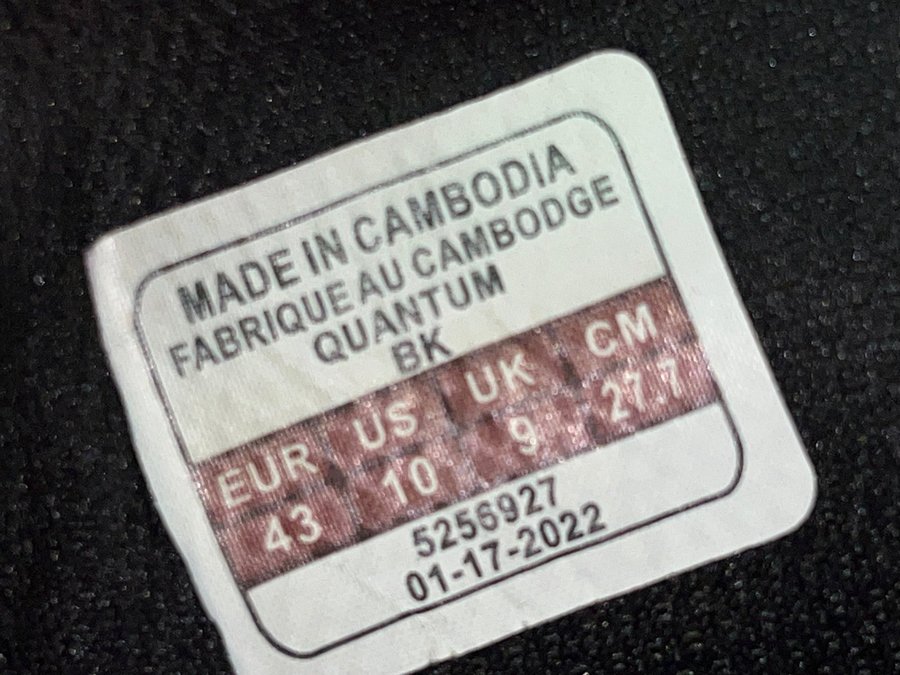 MADE IN CAMBODIA
FABRIQUE AU CAMBODGE
QUANTUM
BK
EUR US UK CM
43 10 9 27.7
5256927
01-17-2022